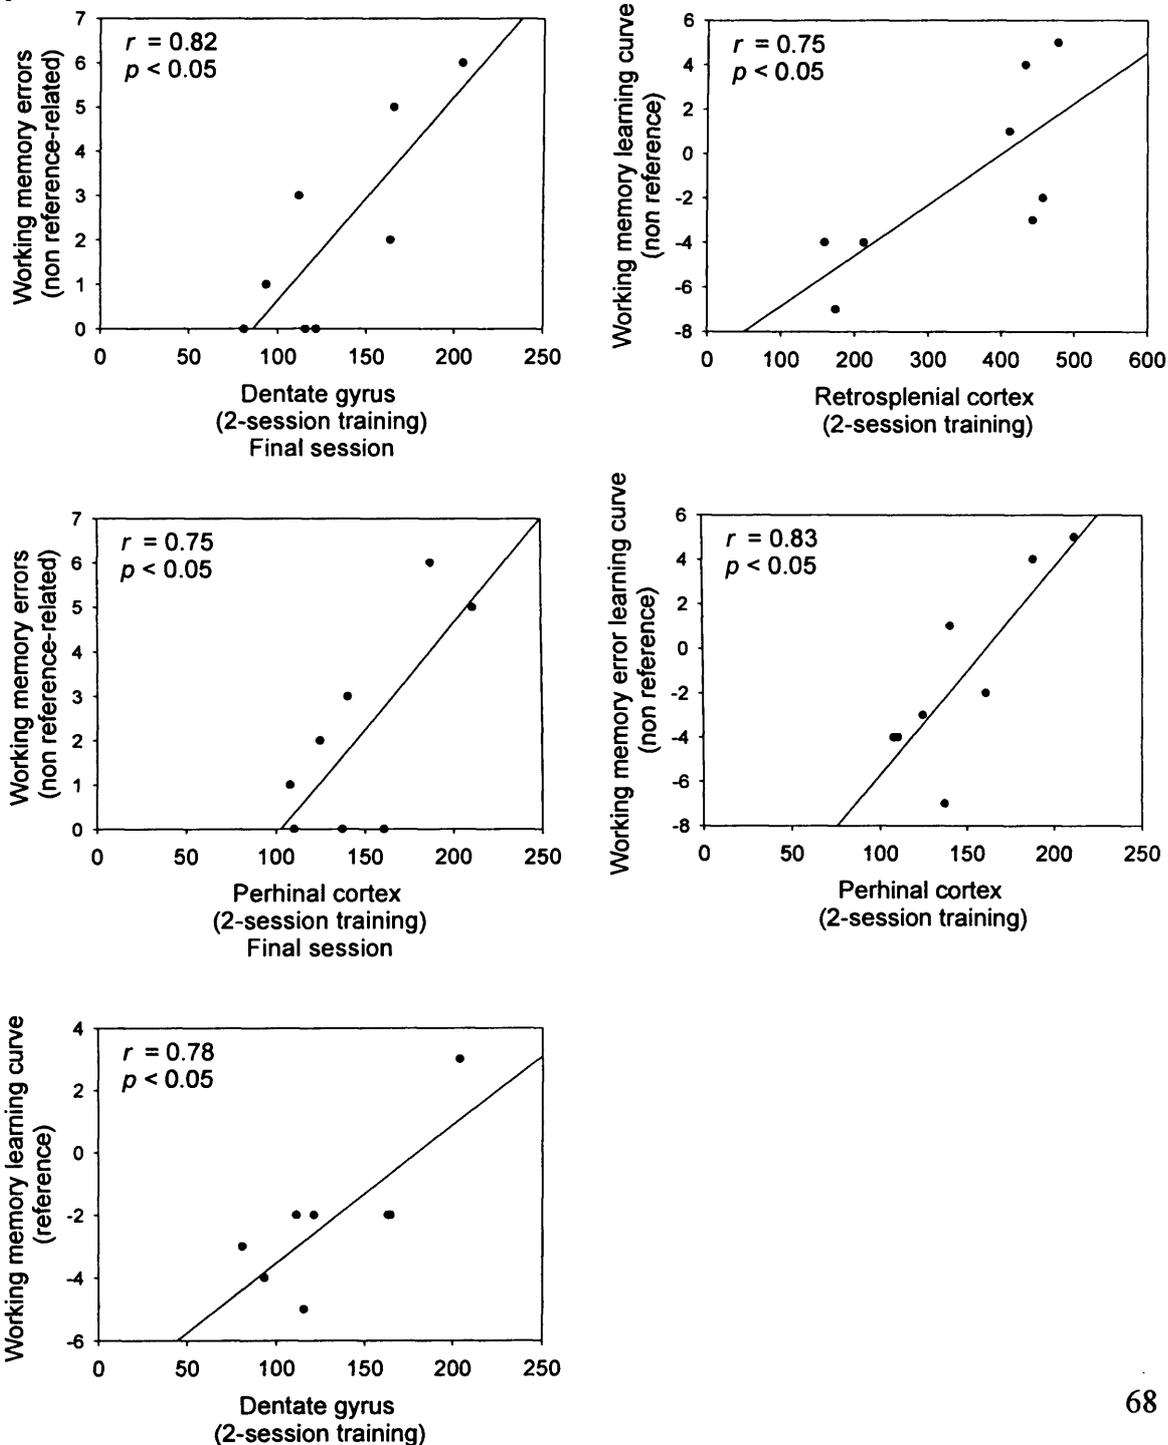 7
6
5
4
3
2
1
0
Working memory errors
(non reference-related)
r = 0.82
p < 0.05
0 50 100 150 200 250
Dentate gyrus
(2-session training)
Final session
6
4
2
0
-2
-4
-6
-8
Working memory learning curve
(non reference)
r = 0.75
p < 0.05
0 100 200 300 400 500 600
Retrosplenial cortex
(2-session training)
7
6
5
4
3
2
1
0
Working memory errors
(non reference-related)
r = 0.75
p < 0.05
0 50 100 150 200 250
Perhinal cortex
(2-session training)
Final session
6
4
2
0
-2
-4
-6
-8
Working memory error learning curve
(non reference)
r = 0.83
p < 0.05
0 50 100 150 200 250
Perhinal cortex
(2-session training)
4
2
0
-2
-4
-6
Working memory learning curve
(reference)
r = 0.78
p < 0.05
0 50 100 150 200 250
Dentate gyrus
(2-session training)
68